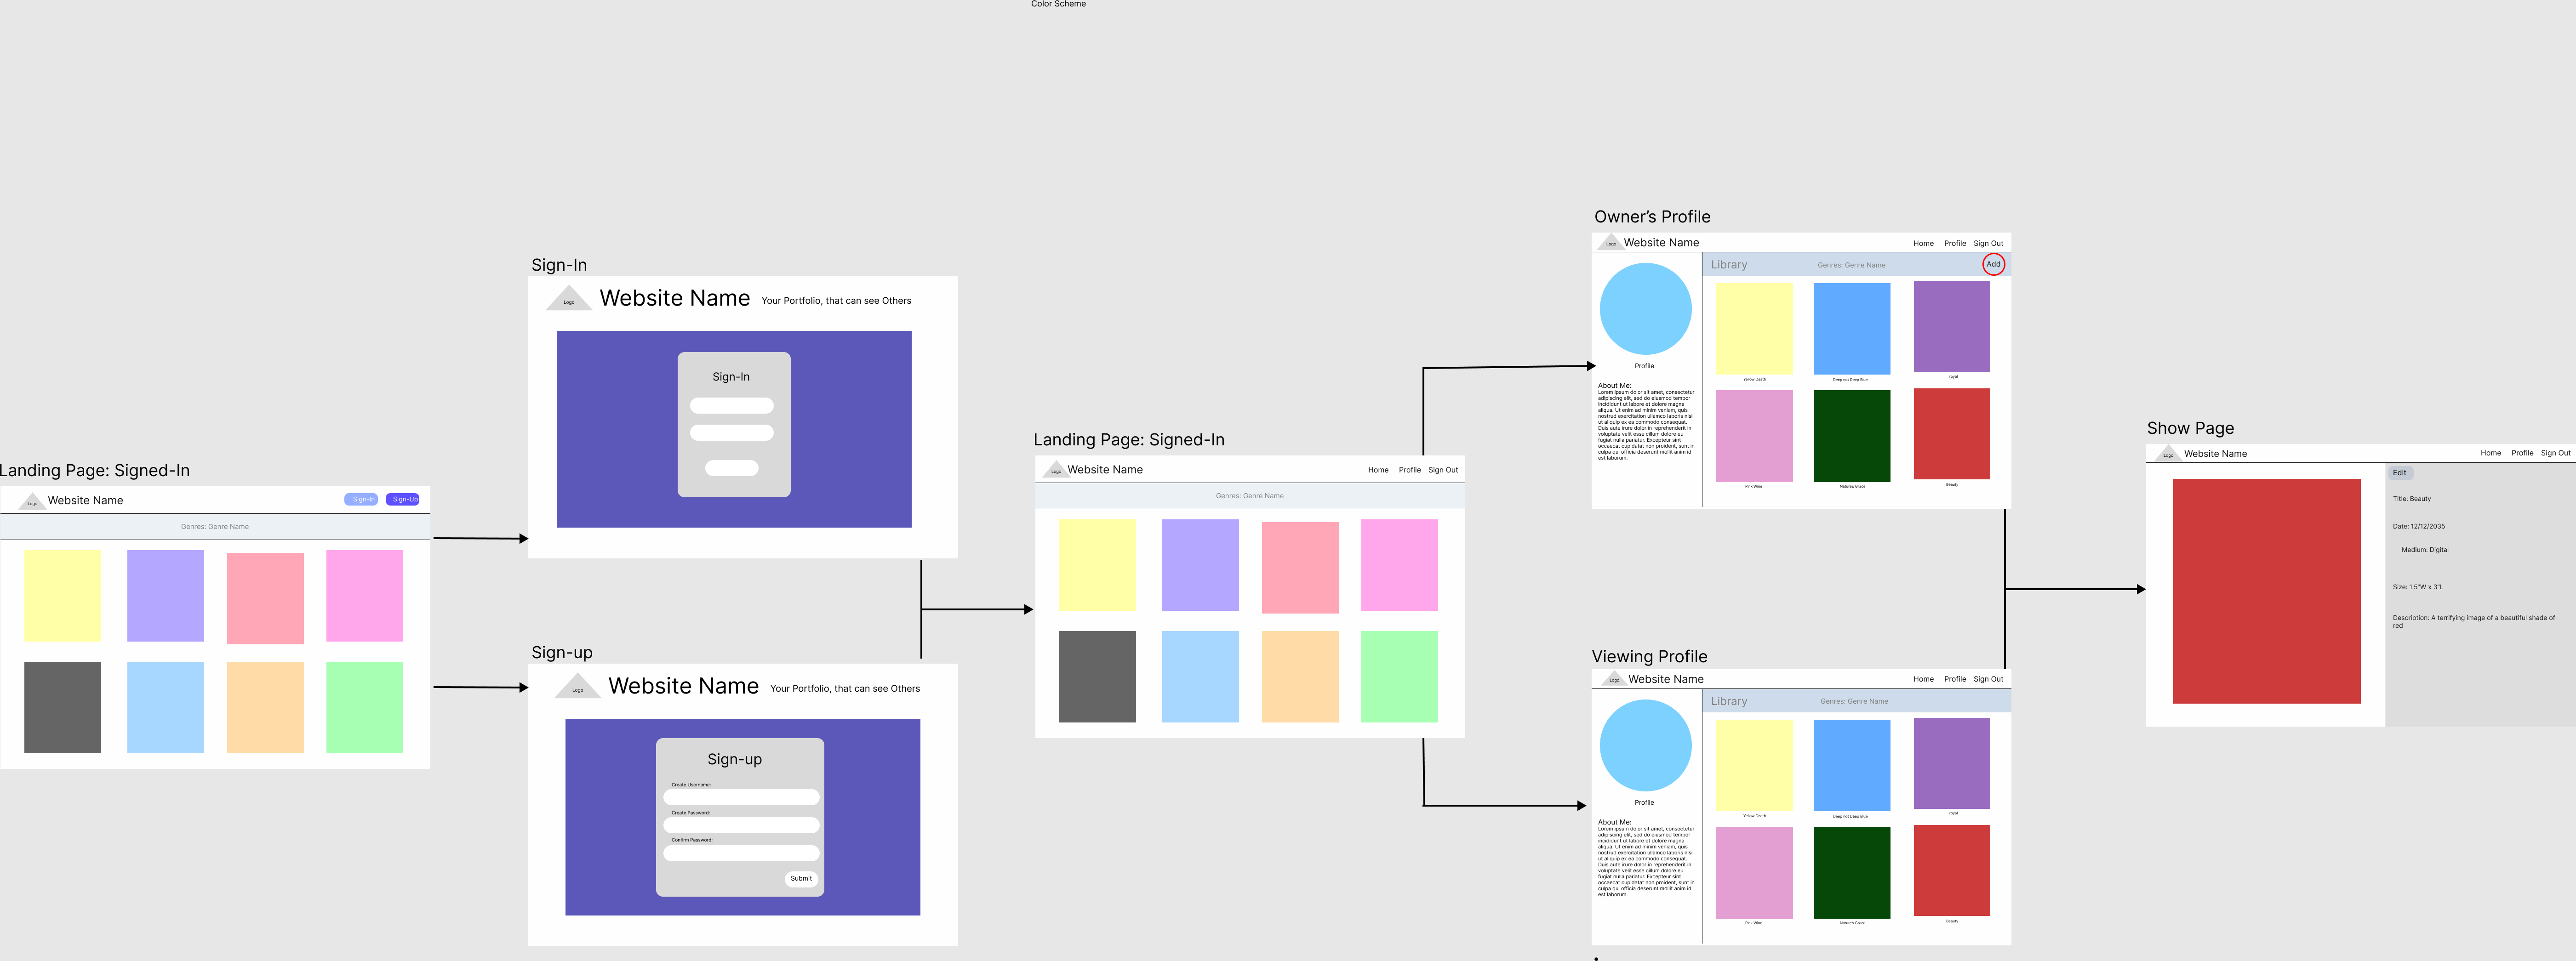 Color Scheme
Landing Page: Signed-In
Logo
Website Name
Sign-In
Sign-Up
Genres: Genre Name
Sign-In
Logo
Website Name
Your Portfolio, that can see Others
Sign-In
Sign-up
Logo
Website Name
Your Portfolio, that can see Others
Sign-up
Create Username:
Create Password:
Confirm Password:
Submit
Landing Page: Signed-In
Logo
Website Name
Home
Profile
Sign Out
Genres: Genre Name
Owner's Profile
Logo
Website Name
Home
Profile
Sign Out
Library
Genres: Genre Name
Add
Profile
About Me:
Lorem ipsum dolor sit amet, consectetur
adipiscing elit, sed do eiusmod tempor
incididunt ut labore et dolore magna
aliqua. Ut enim ad minim veniam, quis
nostrud exercitation ullamco laboris nisi
ut aliquip ex ea commodo consequat.
Duis aute irure dolor in reprehenderit in
voluptate velit esse cillum dolore eu
fugiat nulla pariatur. Excepteur sint
occaecat cupidatat non proident, sunt in
culpa qui officia deserunt mollit anim id
est laborum.
Yellow Death
Deep not Deep Blue
royal
Pink Wine
Nature's Grace
Beauty
Viewing Profile
Logo
Website Name
Home
Profile
Sign Out
Library
Genres: Genre Name
Profile
About Me:
Lorem ipsum dolor sit amet, consectetur
adipiscing elit, sed do eiusmod tempor
incididunt ut labore et dolore magna
aliqua. Ut enim ad minim veniam, quis
nostrud exercitation ullamco laboris nisi
ut aliquip ex ea commodo consequat.
Duis aute irure dolor in reprehenderit in
voluptate velit esse cillum dolore eu
fugiat nulla pariatur. Excepteur sint
occaecat cupidatat non proident, sunt in
culpa qui officia deserunt mollit anim id
est laborum.
Yellow Death
Deep not Deep Blue
royal
Pink Wine
Nature's Grace
Beauty
Show Page
Logo
Website Name
Home
Profile
Sign Out
Edit
Title: Beauty
Date: 12/12/2035
Medium: Digital
Size: 1.5"W x 3"L
Description: A terrifying image of a beautiful shade of
red